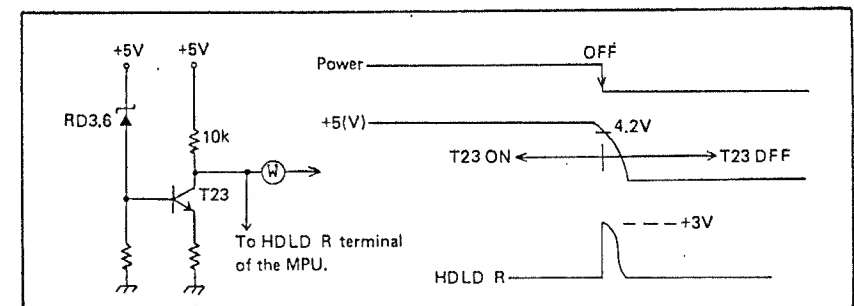 +5V +5V
RD3,6
10k
T23
W
To HDLD R terminal
of the MPU.
Power
OFF
+5(V)
4.2V
T23 ON
T23 DFF
+3V
HDLD R